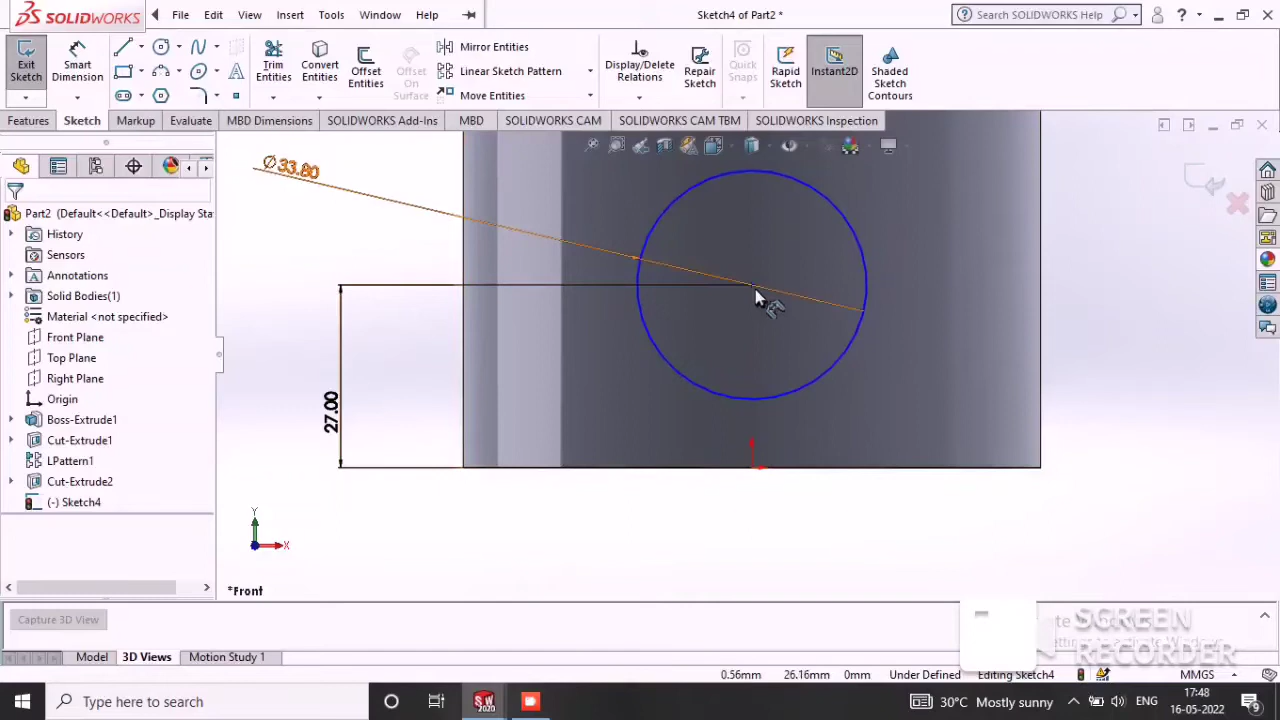 SOLIDWORKS File Edit View Insert Tools Window Help Sketch4 of Part2 * Search SOLIDWORKS Help ?
Exit Sketch
Smart Dimension
Trim Entities
Convert Entities
Offset Entities
Offset On Surface
Mirror Entities
Linear Sketch Pattern
Move Entities
Display/Delete Relations
Repair Sketch
Quick Snaps
Rapid Sketch
Instant2D
Shaded Sketch Contours
Features Sketch Markup Evaluate MBD Dimensions SOLIDWORKS Add-Ins MBD SOLIDWORKS CAM SOLIDWORKS CAM TBM SOLIDWORKS Inspection
Part2 (Default<<Default>_Display Sta
History
Sensors
Annotations
Solid Bodies(1)
Material <not specified>
Front Plane
Top Plane
Right Plane
Origin
Boss-Extrude1
Cut-Extrude1
LPattern1
Cut-Extrude2
(-) Sketch4
Ø33.80
27.00
Y
X
*Front
Capture 3D View
SCREEN
RECORDER
Model 3D Views Motion Study 1
0.56mm 26.16mm 0mm Under Defined Editing Sketch4 MMGS
Type here to search
SW
2020
30°C Mostly sunny ENG
17:48
16-05-2022
9